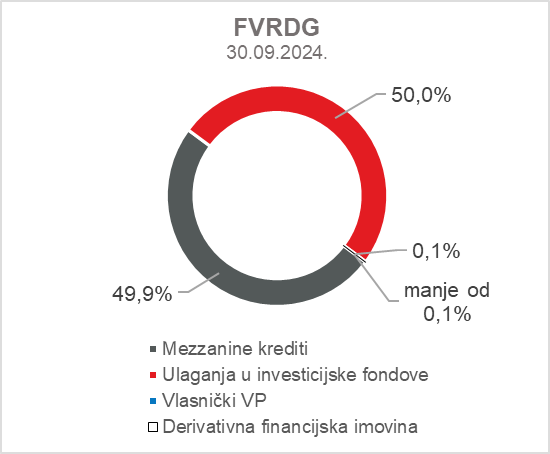 FVRDG
30.09.2024.
50,0%
0,1%
manje od
0,1%
49,9%
Mezzanine krediti
Ulaganja u investicijske fondove
Vlasnički VP
Derivativna financijska imovina